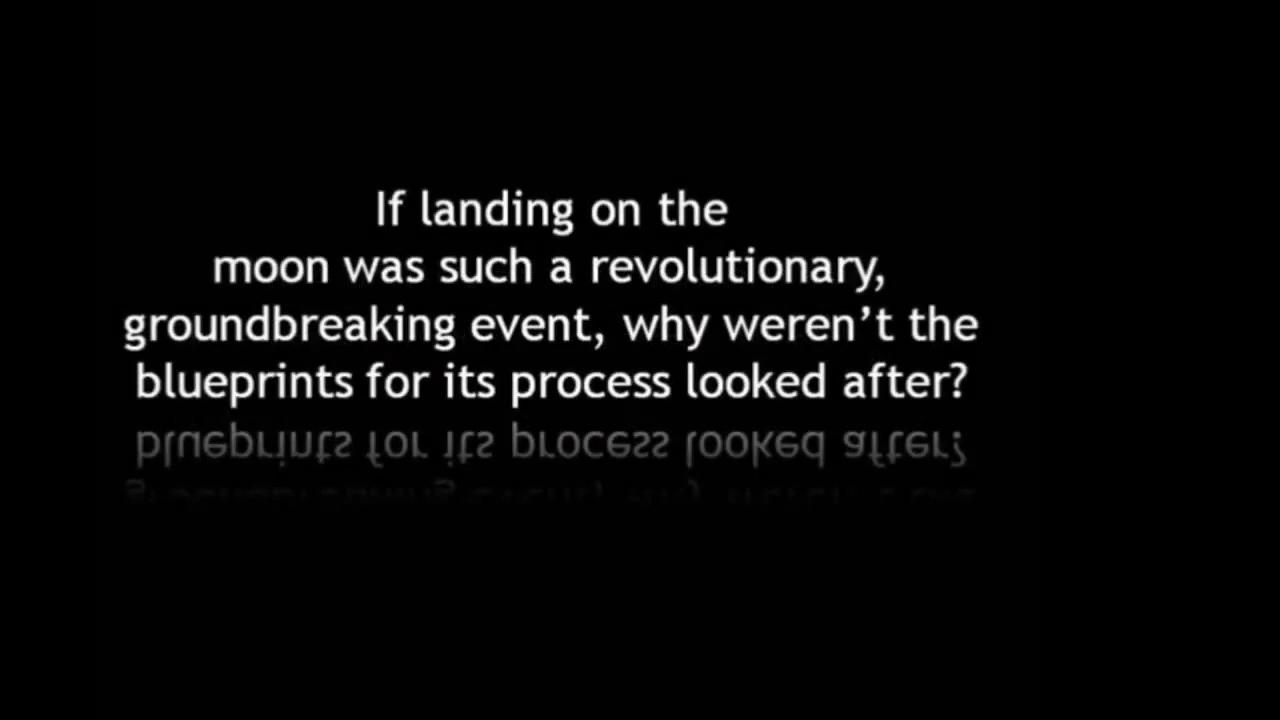 If landing on the
moon was such a revolutionary,
groundbreaking event, why weren’t the
blueprints for its process looked after?